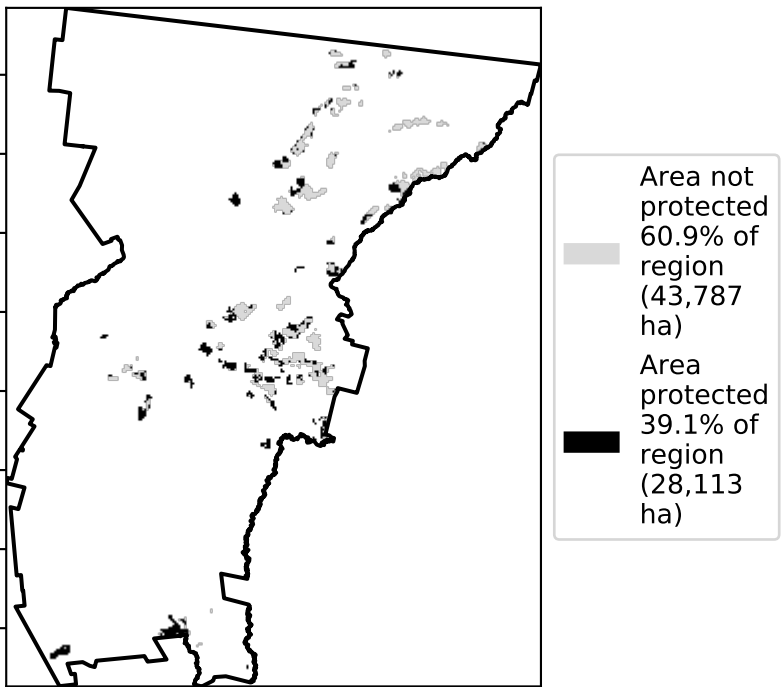 Area not
protected
60.9% of
region
(43,787
ha)
Area
protected
39.1% of
region
(28,113
ha)